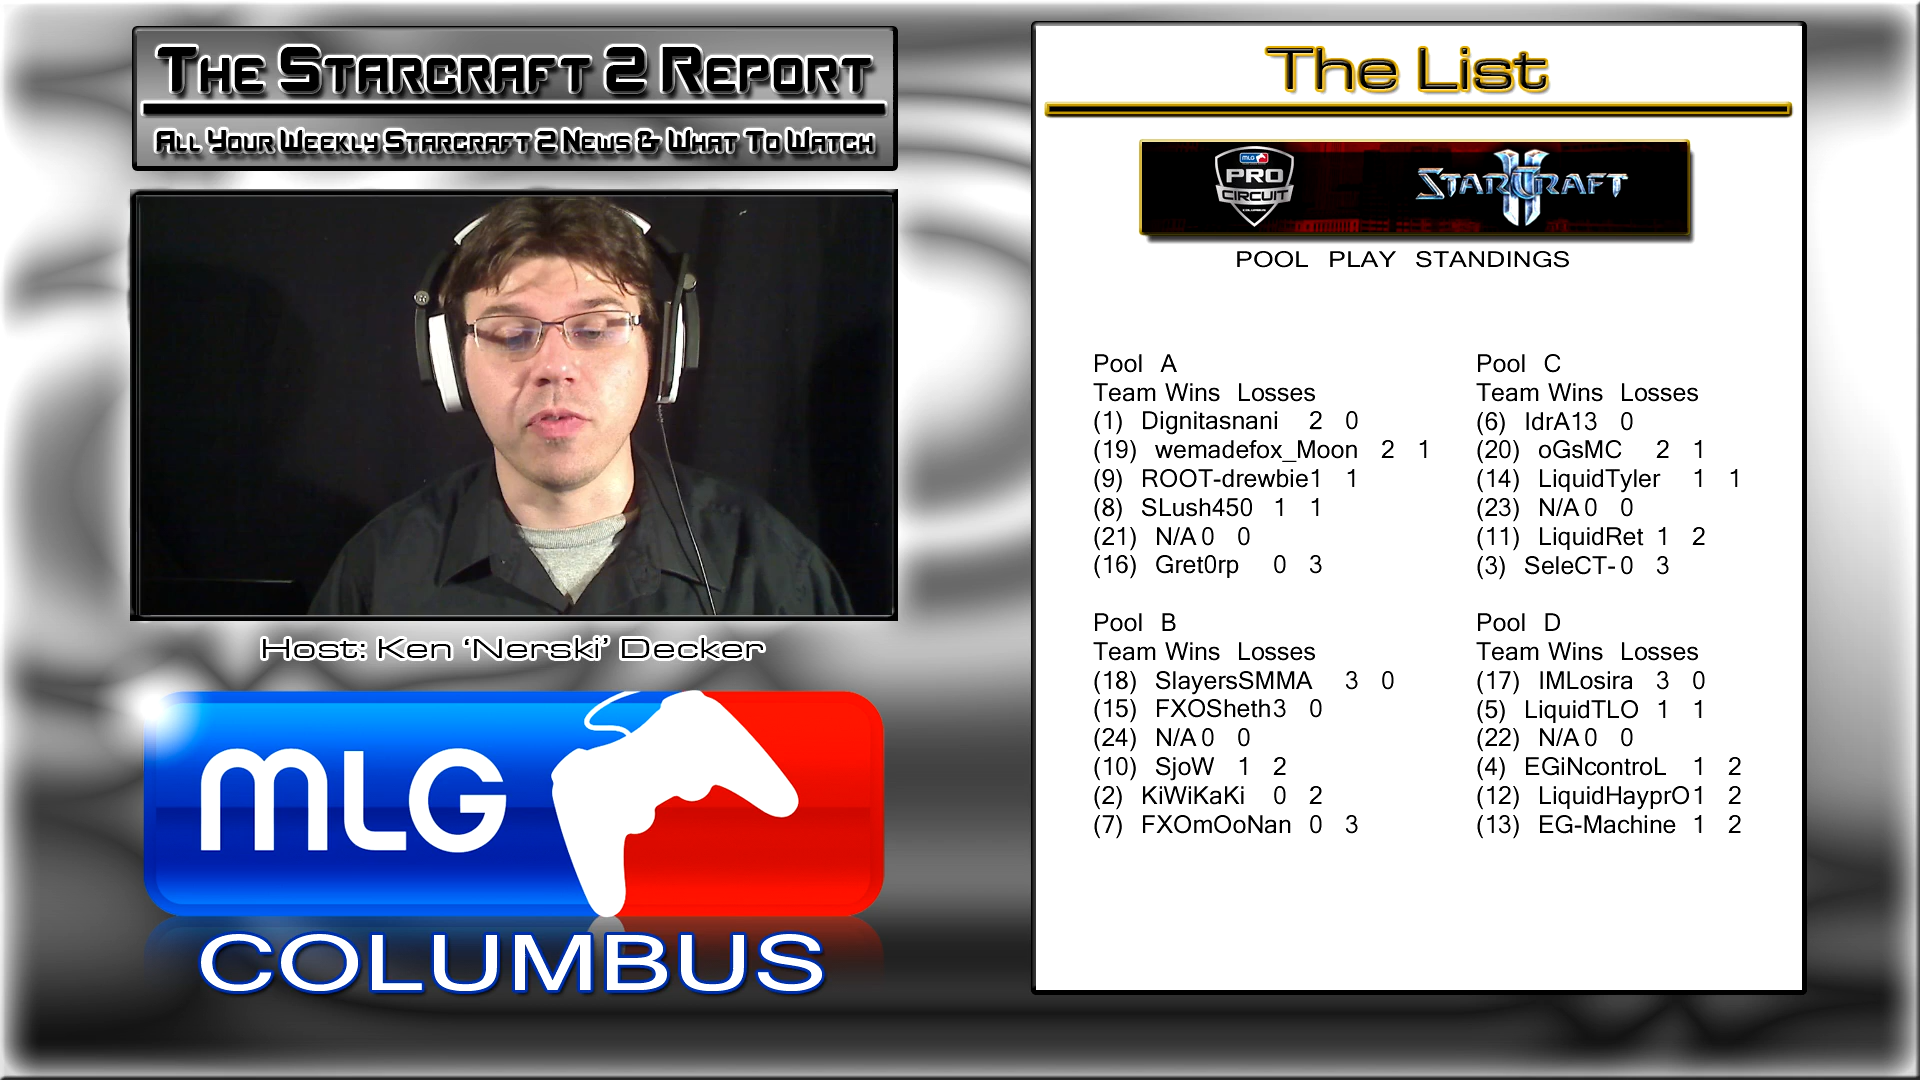 The Starcraft 2 Report
All Your Weekly Starcraft 2 News & What To Watch
Host: Ken ‘Nerski’ Decker
MLG
COLUMBUS
The List
MLG
PRO
CIRCUIT
COLUMBUS
STARCRAFT
II
POOL PLAY STANDINGS
Pool A
Team Wins Losses
(1) Dignitasnani 2 0
(19) wemadefox_Moon 2 1
(9) ROOT-drewbie1 1
(8) SLush450 1 1
(21) N/A 0 0
(16) Gret0rp 0 3
Pool B
Team Wins Losses
(18) SlayersSMMA 3 0
(15) FXOSheth3 0
(24) N/A 0 0
(10) SjoW 1 2
(2) KiWiKaKi 0 2
(7) FXOmOoNan 0 3
Pool C
Team Wins Losses
(6) IdrA13 0
(20) oGsMC 2 1
(14) LiquidTyler 1 1
(23) N/A 0 0
(11) LiquidRet 1 2
(3) SeleCT- 0 3
Pool D
Team Wins Losses
(17) IMLosira 3 0
(5) LiquidTLO 1 1
(22) N/A 0 0
(4) EGiNcontroL 1 2
(12) LiquidHayprO1 2
(13) EG-Machine 1 2